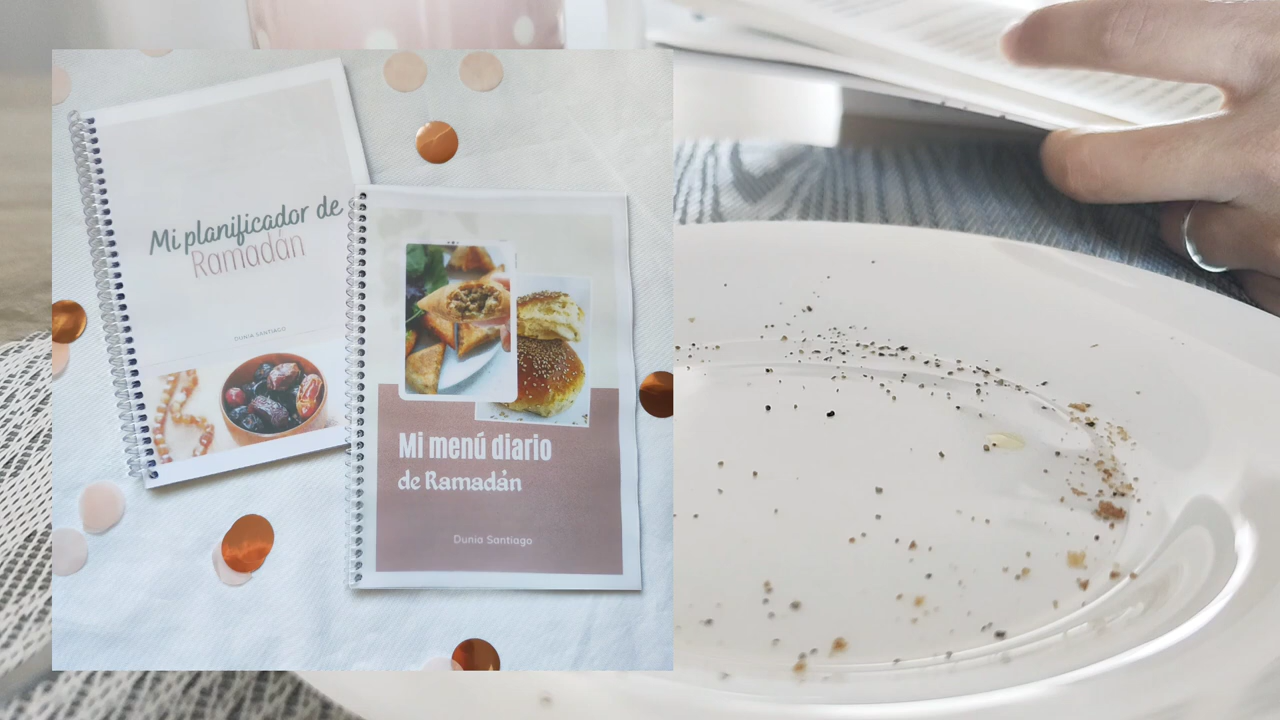 Mi planificador de
Ramadán
DUNIA SANTIAGO
Mi menú diario
de Ramadán
Dunia Santiago